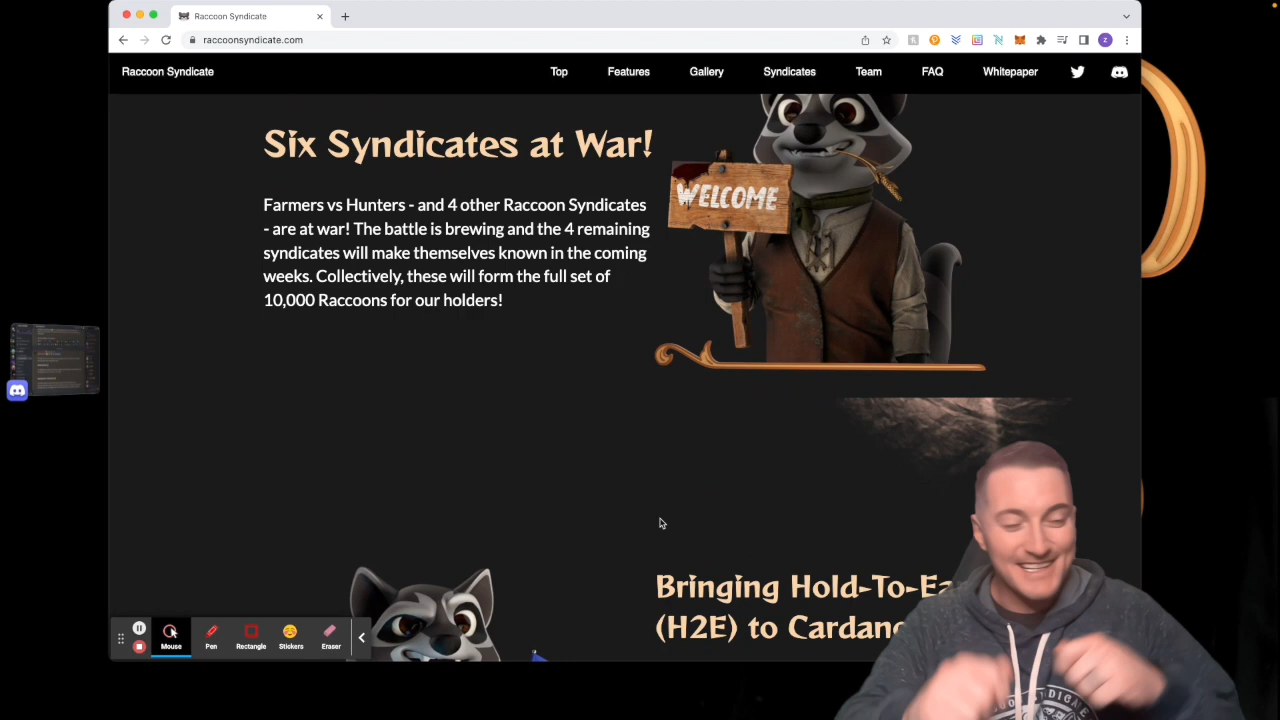 Raccoon Syndicate
raccoonsyndicate.com
z
Raccoon Syndicate
Top
Features
Gallery
Syndicates
Team
FAQ
Whitepaper
Six Syndicates at War!
Farmers vs Hunters - and 4 other Raccoon Syndicates
- are at war! The battle is brewing and the 4 remaining
syndicates will make themselves known in the coming
weeks. Collectively, these will form the full set of
10,000 Raccoons for our holders!
WELCOME
Bringing Hold-To-Ea
(H2E) to Cardano
Mouse
Pen
Rectangle
Stickers
Eraser
SYNDICATE